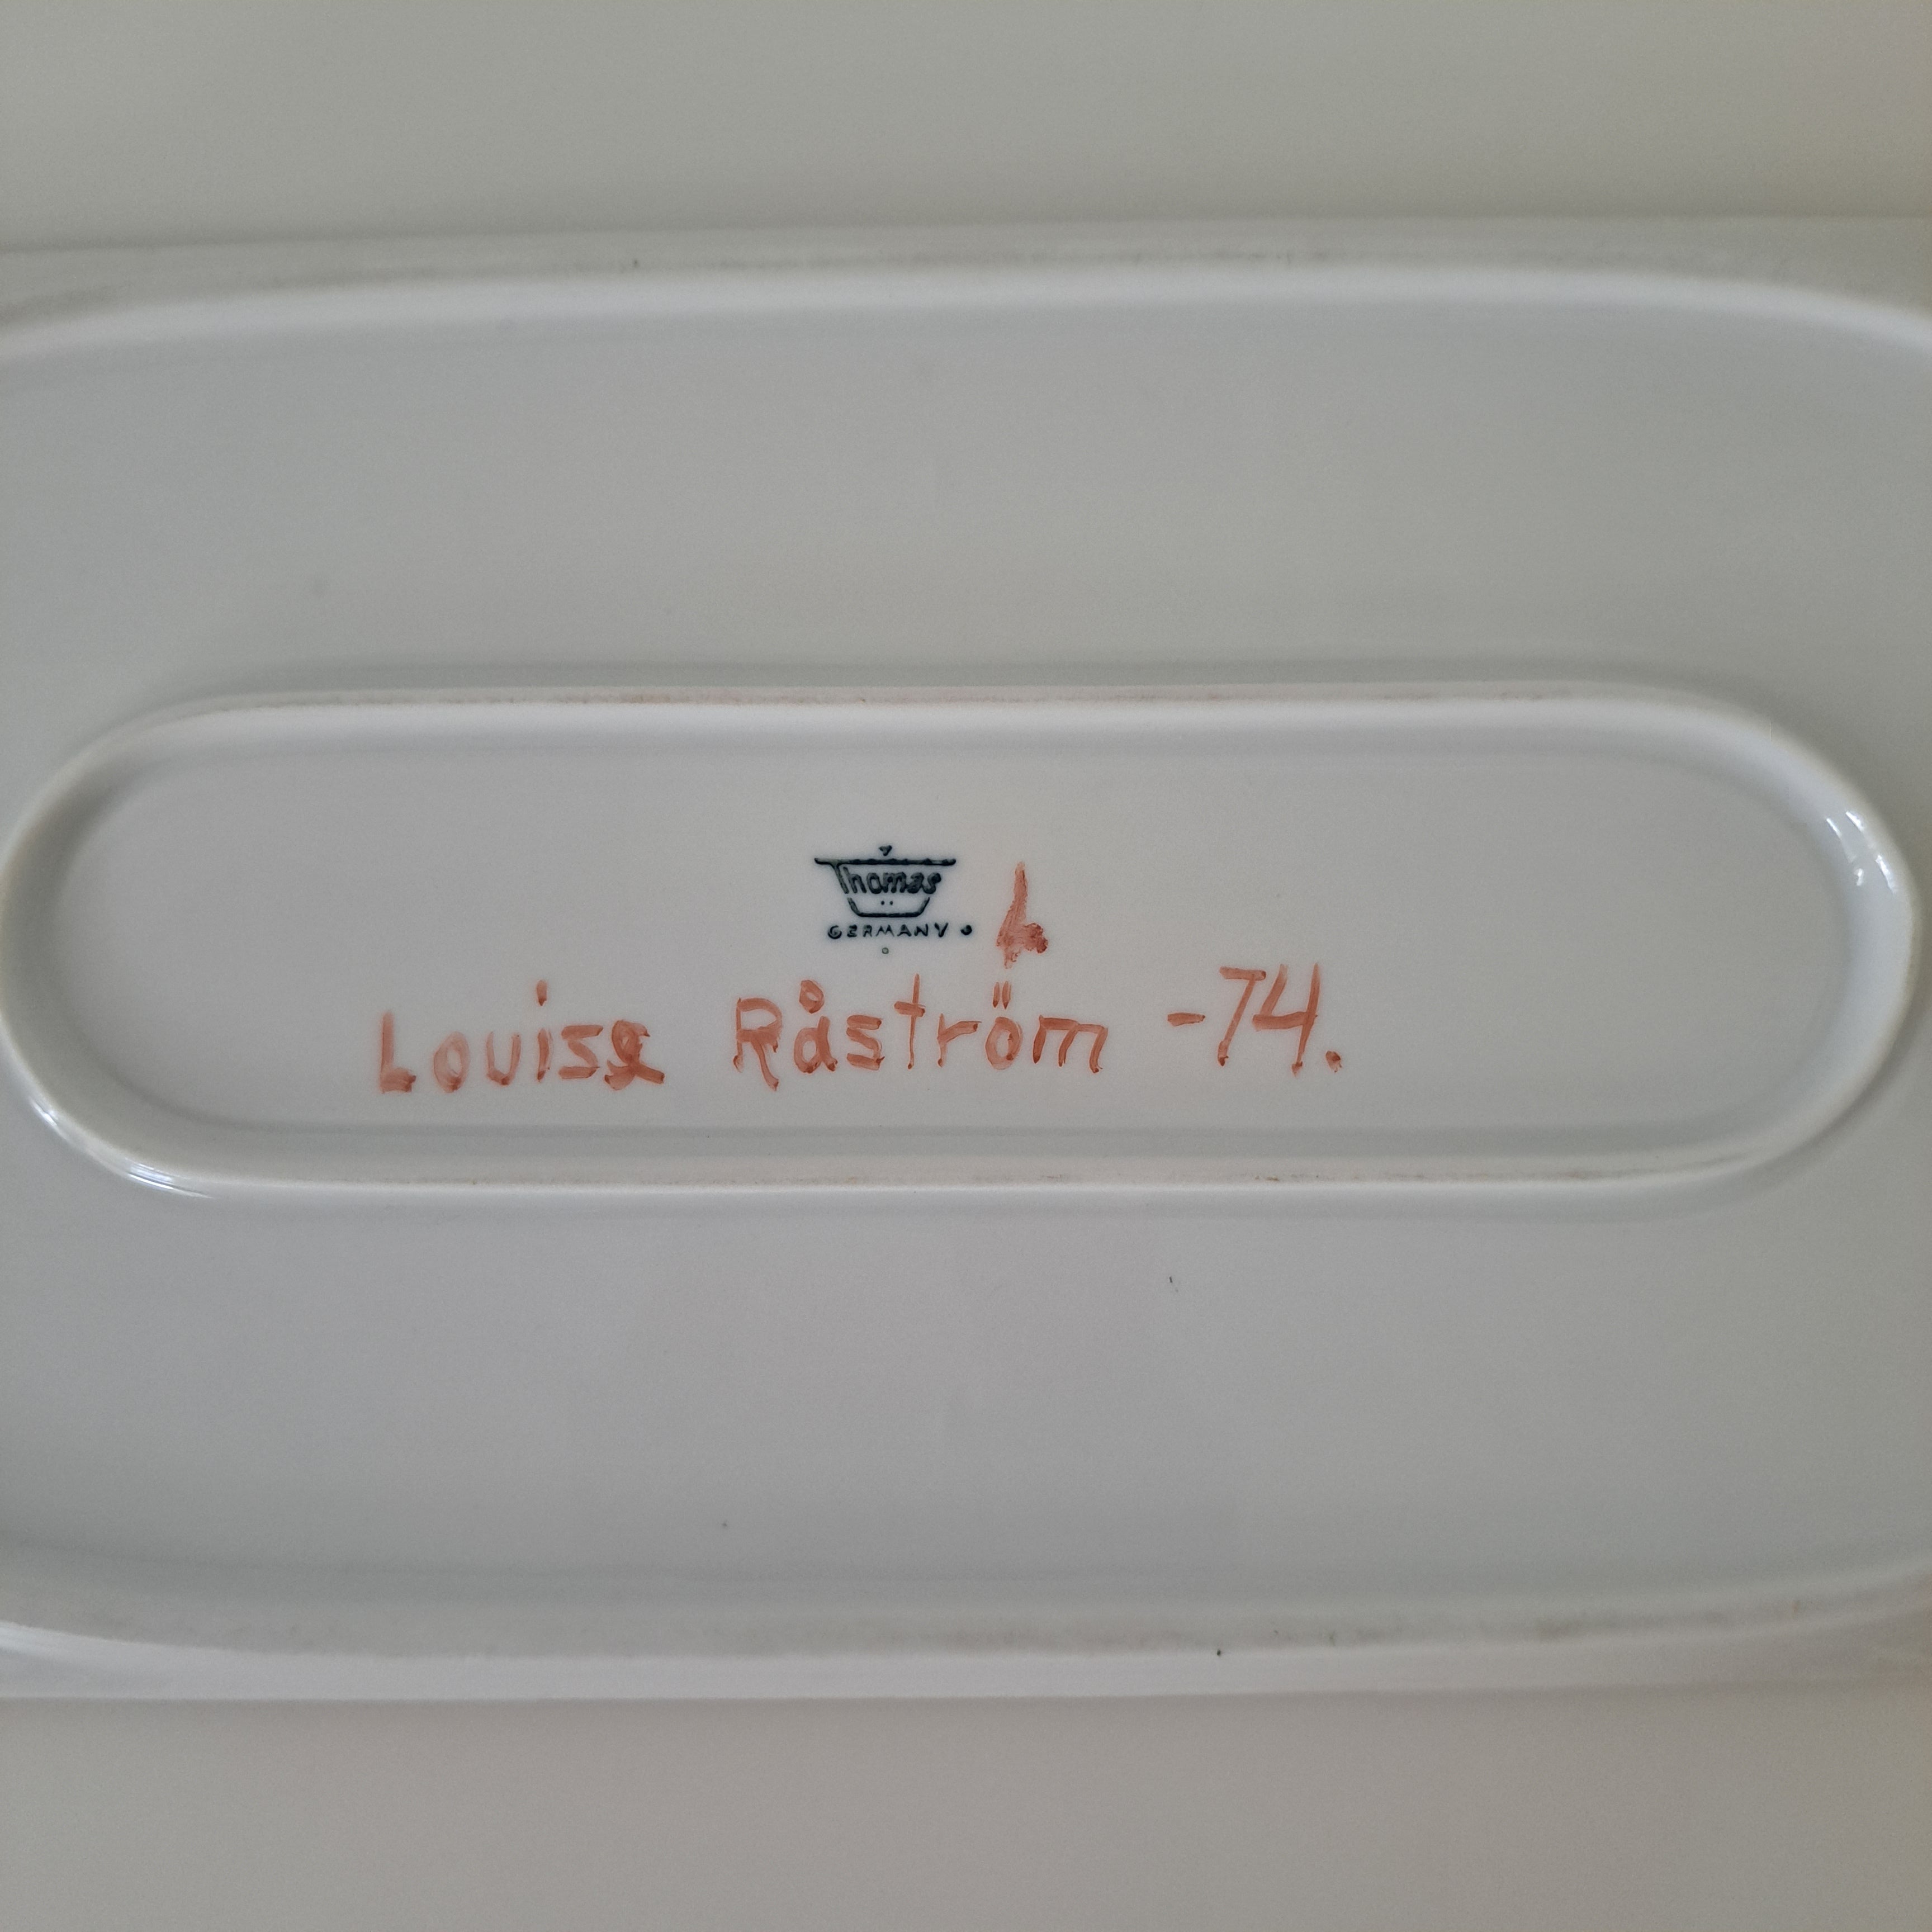 Thomas
GERMANY
Louise Råström -74.